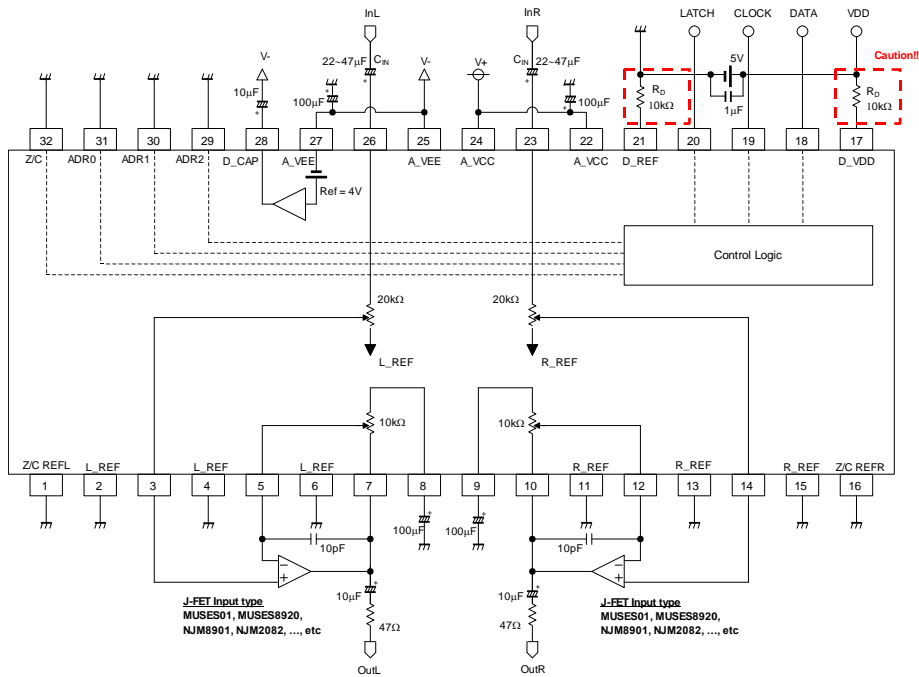 InL InR LATCH CLOCK DATA VDD
Caution!!
V- 22~47μF CIN V- V+ CIN 22~47μF 5V
10μF 100μF 100μF RD 10kΩ 1μF RD 10kΩ
32 31 30 29 28 27 26 25 24 23 22 21 20 19 18 17
Z/C ADR0 ADR1 ADR2 D_CAP A_VEE A_VEE A_VCC A_VCC D_REF D_VDD
Ref = 4V
Control Logic
20kΩ 20kΩ
L_REF R_REF
10kΩ 10kΩ
Z/C REFL L_REF L_REF L_REF R_REF R_REF R_REF Z/C REFR
1 2 3 4 5 6 7 8 9 10 11 12 13 14 15 16
100μF 100μF
10pF 10pF
- -
+ +
10μF 10μF
J-FET Input type J-FET Input type
MUSES01, MUSES8920, MUSES01, MUSES8920,
NJM8901, NJM2082, ..., etc NJM8901, NJM2082, ..., etc
47Ω 47Ω
OutL OutR